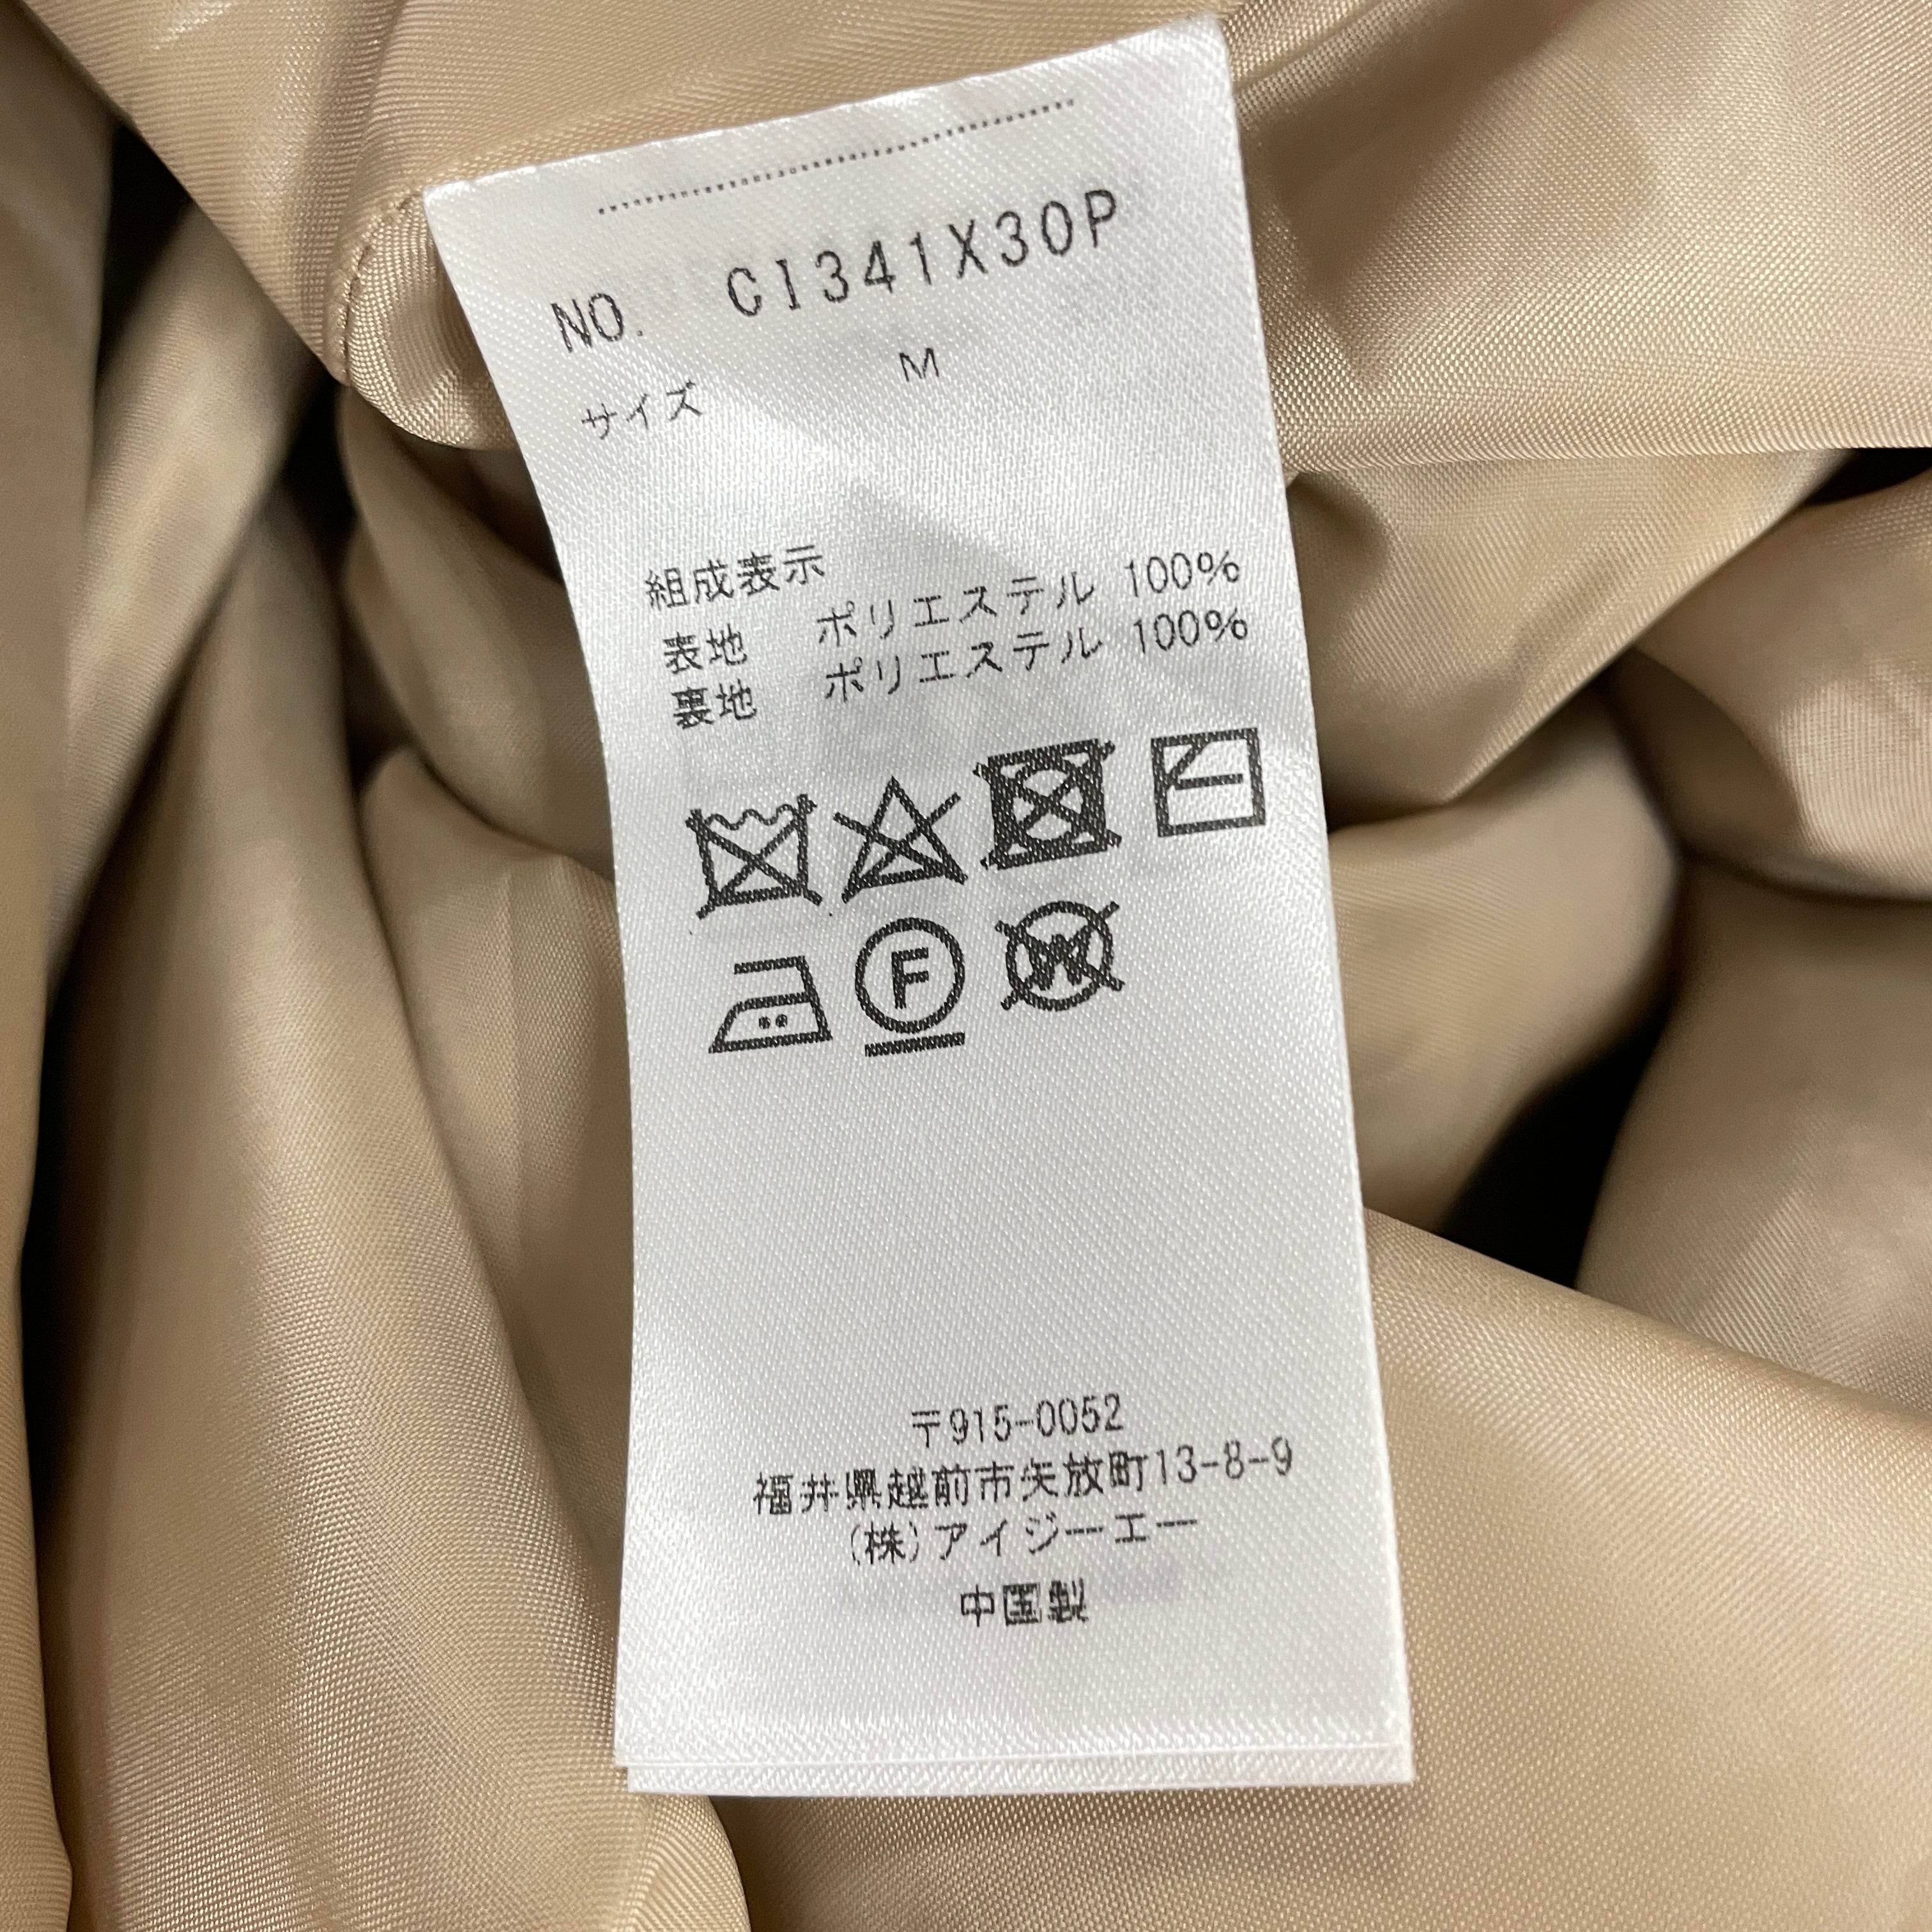 NO. C1341X30P
サイズ M
組成表示
表地 ポリエステル 100%
裏地 ポリエステル 100%
F
W
〒915-0052
福井県越前市矢放町13-8-9
(株)アイジーエー
中国製